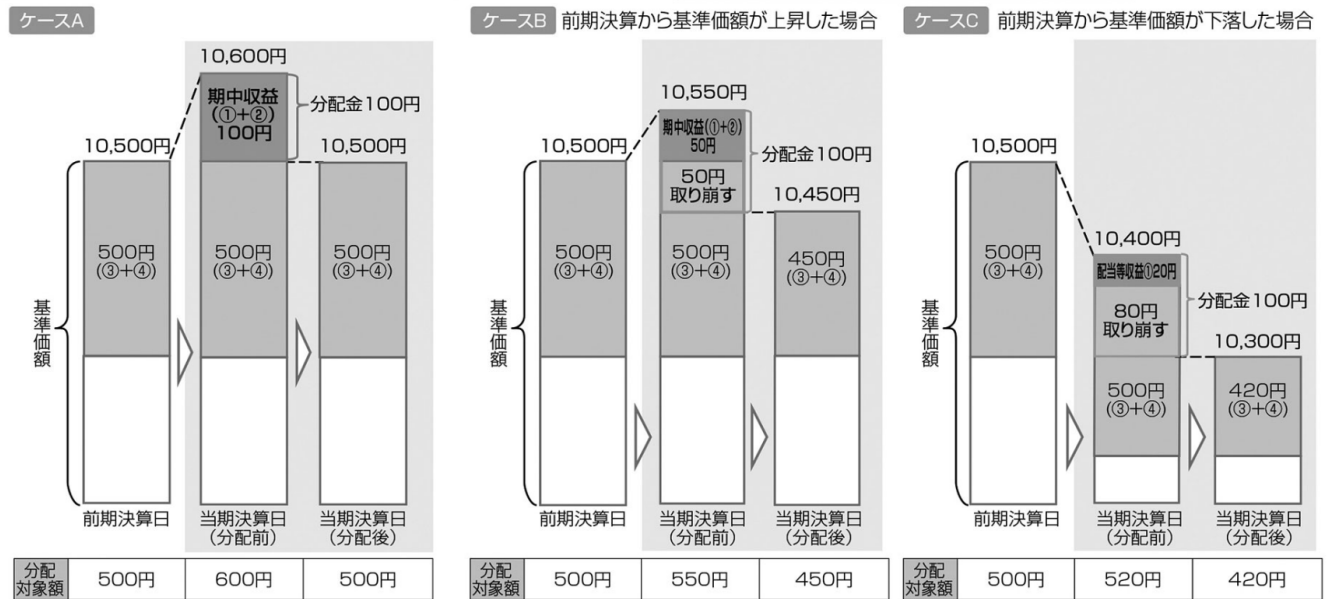 ケースA
10,600円
期中収益
(①+②)
100円
分配金100円
10,500円
10,500円
500円
(③+④)
500円
(③+④)
500円
(③+④)
基準価額
前期決算日
当期決算日
(分配前)
当期決算日
(分配後)
分配
対象額
500円
600円
500円
ケースB 前期決算から基準価額が上昇した場合
10,550円
期中収益(①+②)
50円
分配金100円
10,500円
50円
取り崩す
10,450円
500円
(③+④)
500円
(③+④)
450円
(③+④)
基準価額
前期決算日
当期決算日
(分配前)
当期決算日
(分配後)
分配
対象額
500円
550円
450円
ケースC 前期決算から基準価額が下落した場合
10,500円
10,400円
配当等収益①20円
分配金100円
80円
取り崩す
10,300円
500円
(③+④)
500円
(③+④)
420円
(③+④)
基準価額
前期決算日
当期決算日
(分配前)
当期決算日
(分配後)
分配
対象額
500円
520円
420円